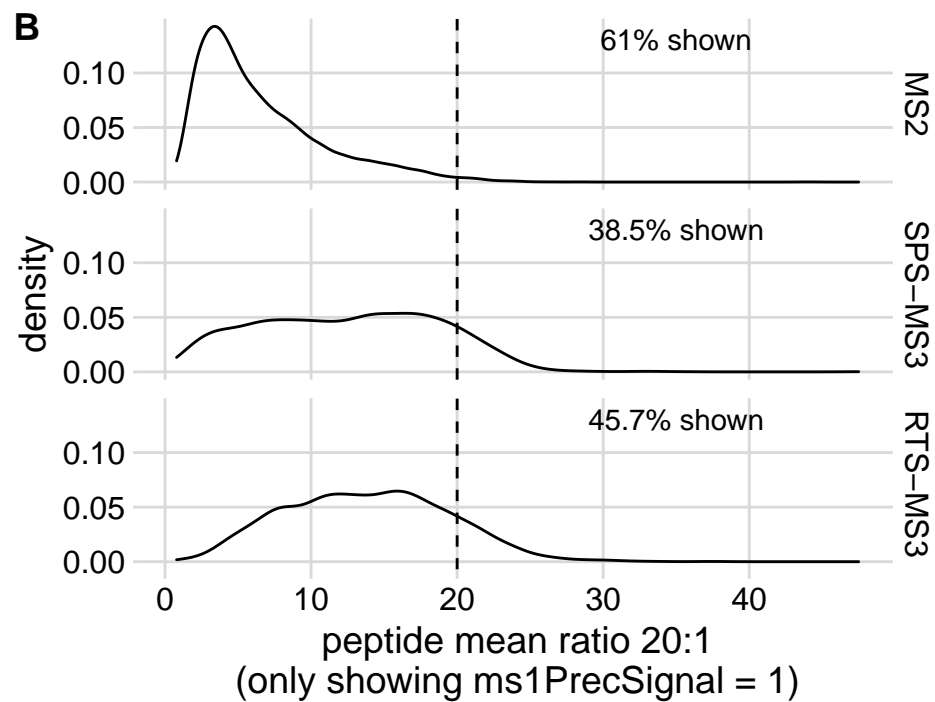 B
61% shown
0.10
0.05
0.00
MS2
38.5% shown
0.10
0.05
0.00
SPS−MS3
45.7% shown
0.10
0.05
0.00
RTS−MS3
density
0 10 20 30 40
peptide mean ratio 20:1
(only showing ms1PrecSignal = 1)